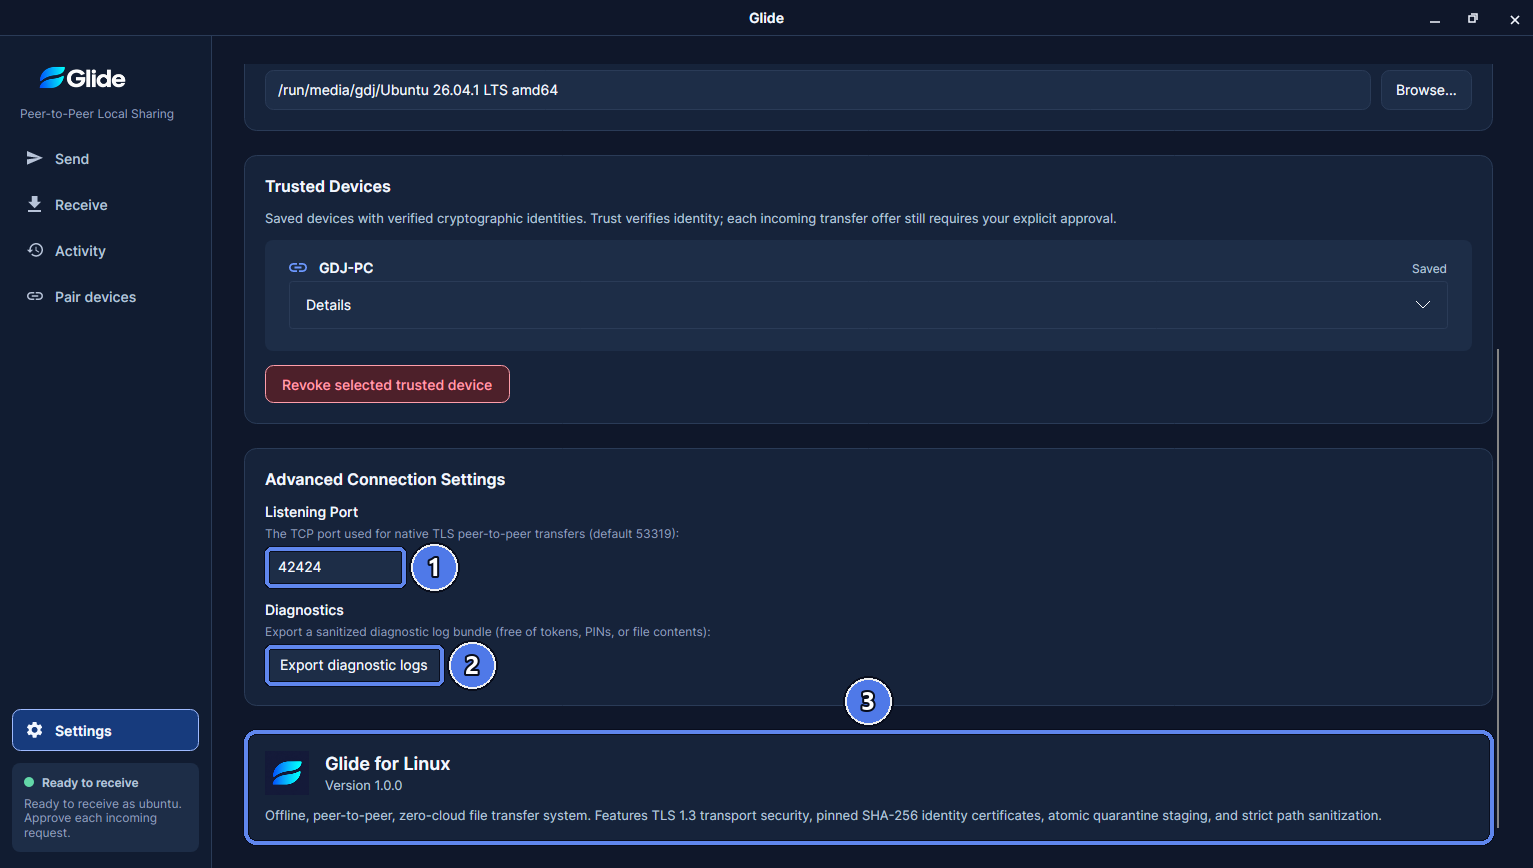 Glide
Glide
Peer-to-Peer Local Sharing
Send
Receive
Activity
Pair devices
Settings
Ready to receive
Ready to receive as ubuntu.
Approve each incoming
request.
/run/media/gdj/Ubuntu 26.04.1 LTS amd64
Browse...
Trusted Devices
Saved devices with verified cryptographic identities. Trust verifies identity; each incoming transfer offer still requires your explicit approval.
GDJ-PC
Saved
Details
Revoke selected trusted device
Advanced Connection Settings
Listening Port
The TCP port used for native TLS peer-to-peer transfers (default 53319):
42424
1
Diagnostics
Export a sanitized diagnostic log bundle (free of tokens, PINs, or file contents):
Export diagnostic logs
2
3
Glide for Linux
Version 1.0.0
Offline, peer-to-peer, zero-cloud file transfer system. Features TLS 1.3 transport security, pinned SHA-256 identity certificates, atomic quarantine staging, and strict path sanitization.